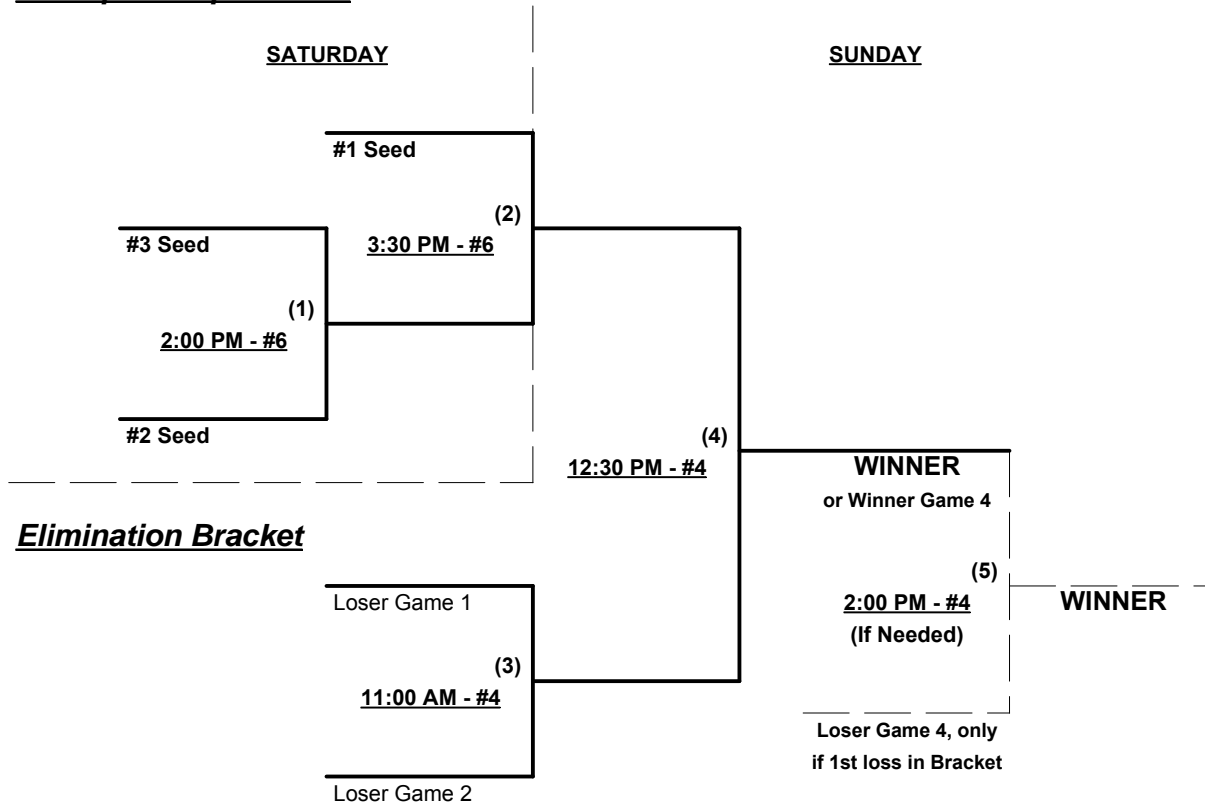 SATURDAY
SUNDAY
#1 Seed
(2)
#3 Seed
3:30 PM - #6
(1)
2:00 PM - #6
#2 Seed
(4)
12:30 PM - #4
WINNER
or Winner Game 4
Elimination Bracket
(5)
Loser Game 1
2:00 PM - #4
WINNER
(If Needed)
(3)
11:00 AM - #4
Loser Game 4, only
if 1st loss in Bracket
Loser Game 2